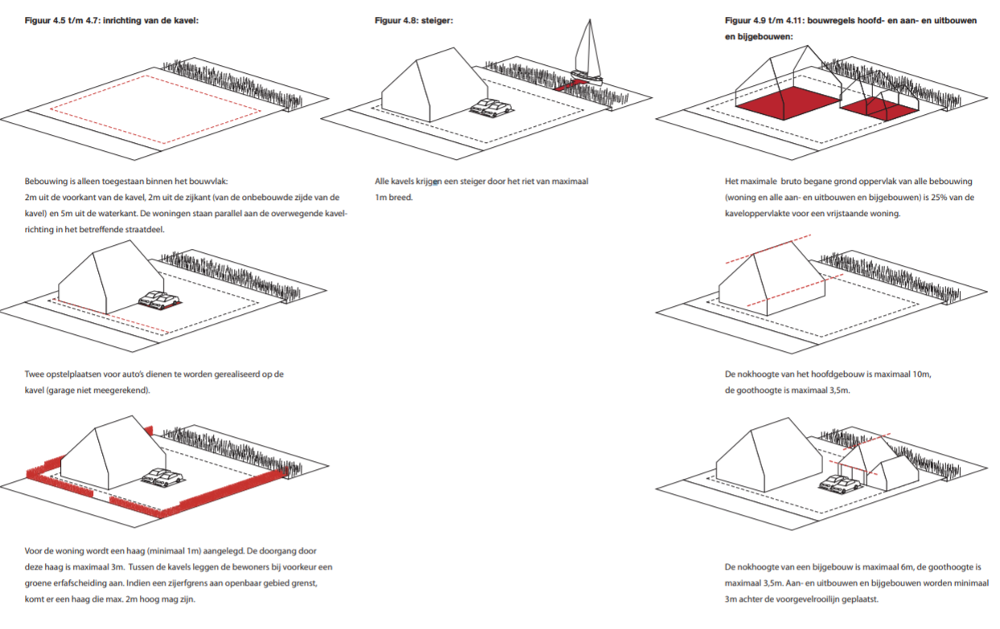 Figuur 4.5 t/m 4.7: inrichting van de kavel:
Bebouwing is alleen toegestaan binnen het bouwvlak:
2m uit de voorkant van de kavel, 2m uit de zijkant (van de onbebouwde zijde van de
kavel) en 5m uit de waterkant. De woningen staan parallel aan de overwegende kavel-
richting in het betreffende straatdeel.
Twee opstelplaatsen voor auto's dienen te worden gerealiseerd op de
kavel (garage niet meegerekend).
Voor de woning wordt een haag (minimaal 1m) aangelegd. De doorgang door
deze haag is maximaal 3m. Tussen de kavels leggen de bewoners bij voorkeur een
groene erfafscheiding aan. Indien een zijerfgrens aan openbaar gebied grenst,
komt er een haag die max. 2m hoog mag zijn.
Figuur 4.8: steiger:
Alle kavels krijgen een steiger door het riet van maximaal
1m breed.
Figuur 4.9 t/m 4.11: bouwregels hoofd- en aan- en uitbouwen
en bijgebouwen:
Het maximale bruto begane grond oppervlak van alle bebouwing
(woning en alle aan- en uitbouwen en bijgebouwen) is 25% van de
kaveloppervlakte voor een vrijstaande woning.
De nokhoogte van het hoofdgebouw is maximaal 10m,
de goothoogte is maximaal 3,5m.
De nokhoogte van een bijgebouw is maximaal 6m, de goothoogte is
maximaal 3,5m. Aan- en uitbouwen en bijgebouwen worden minimaal
3m achter de voorgevelrooilijn geplaatst.